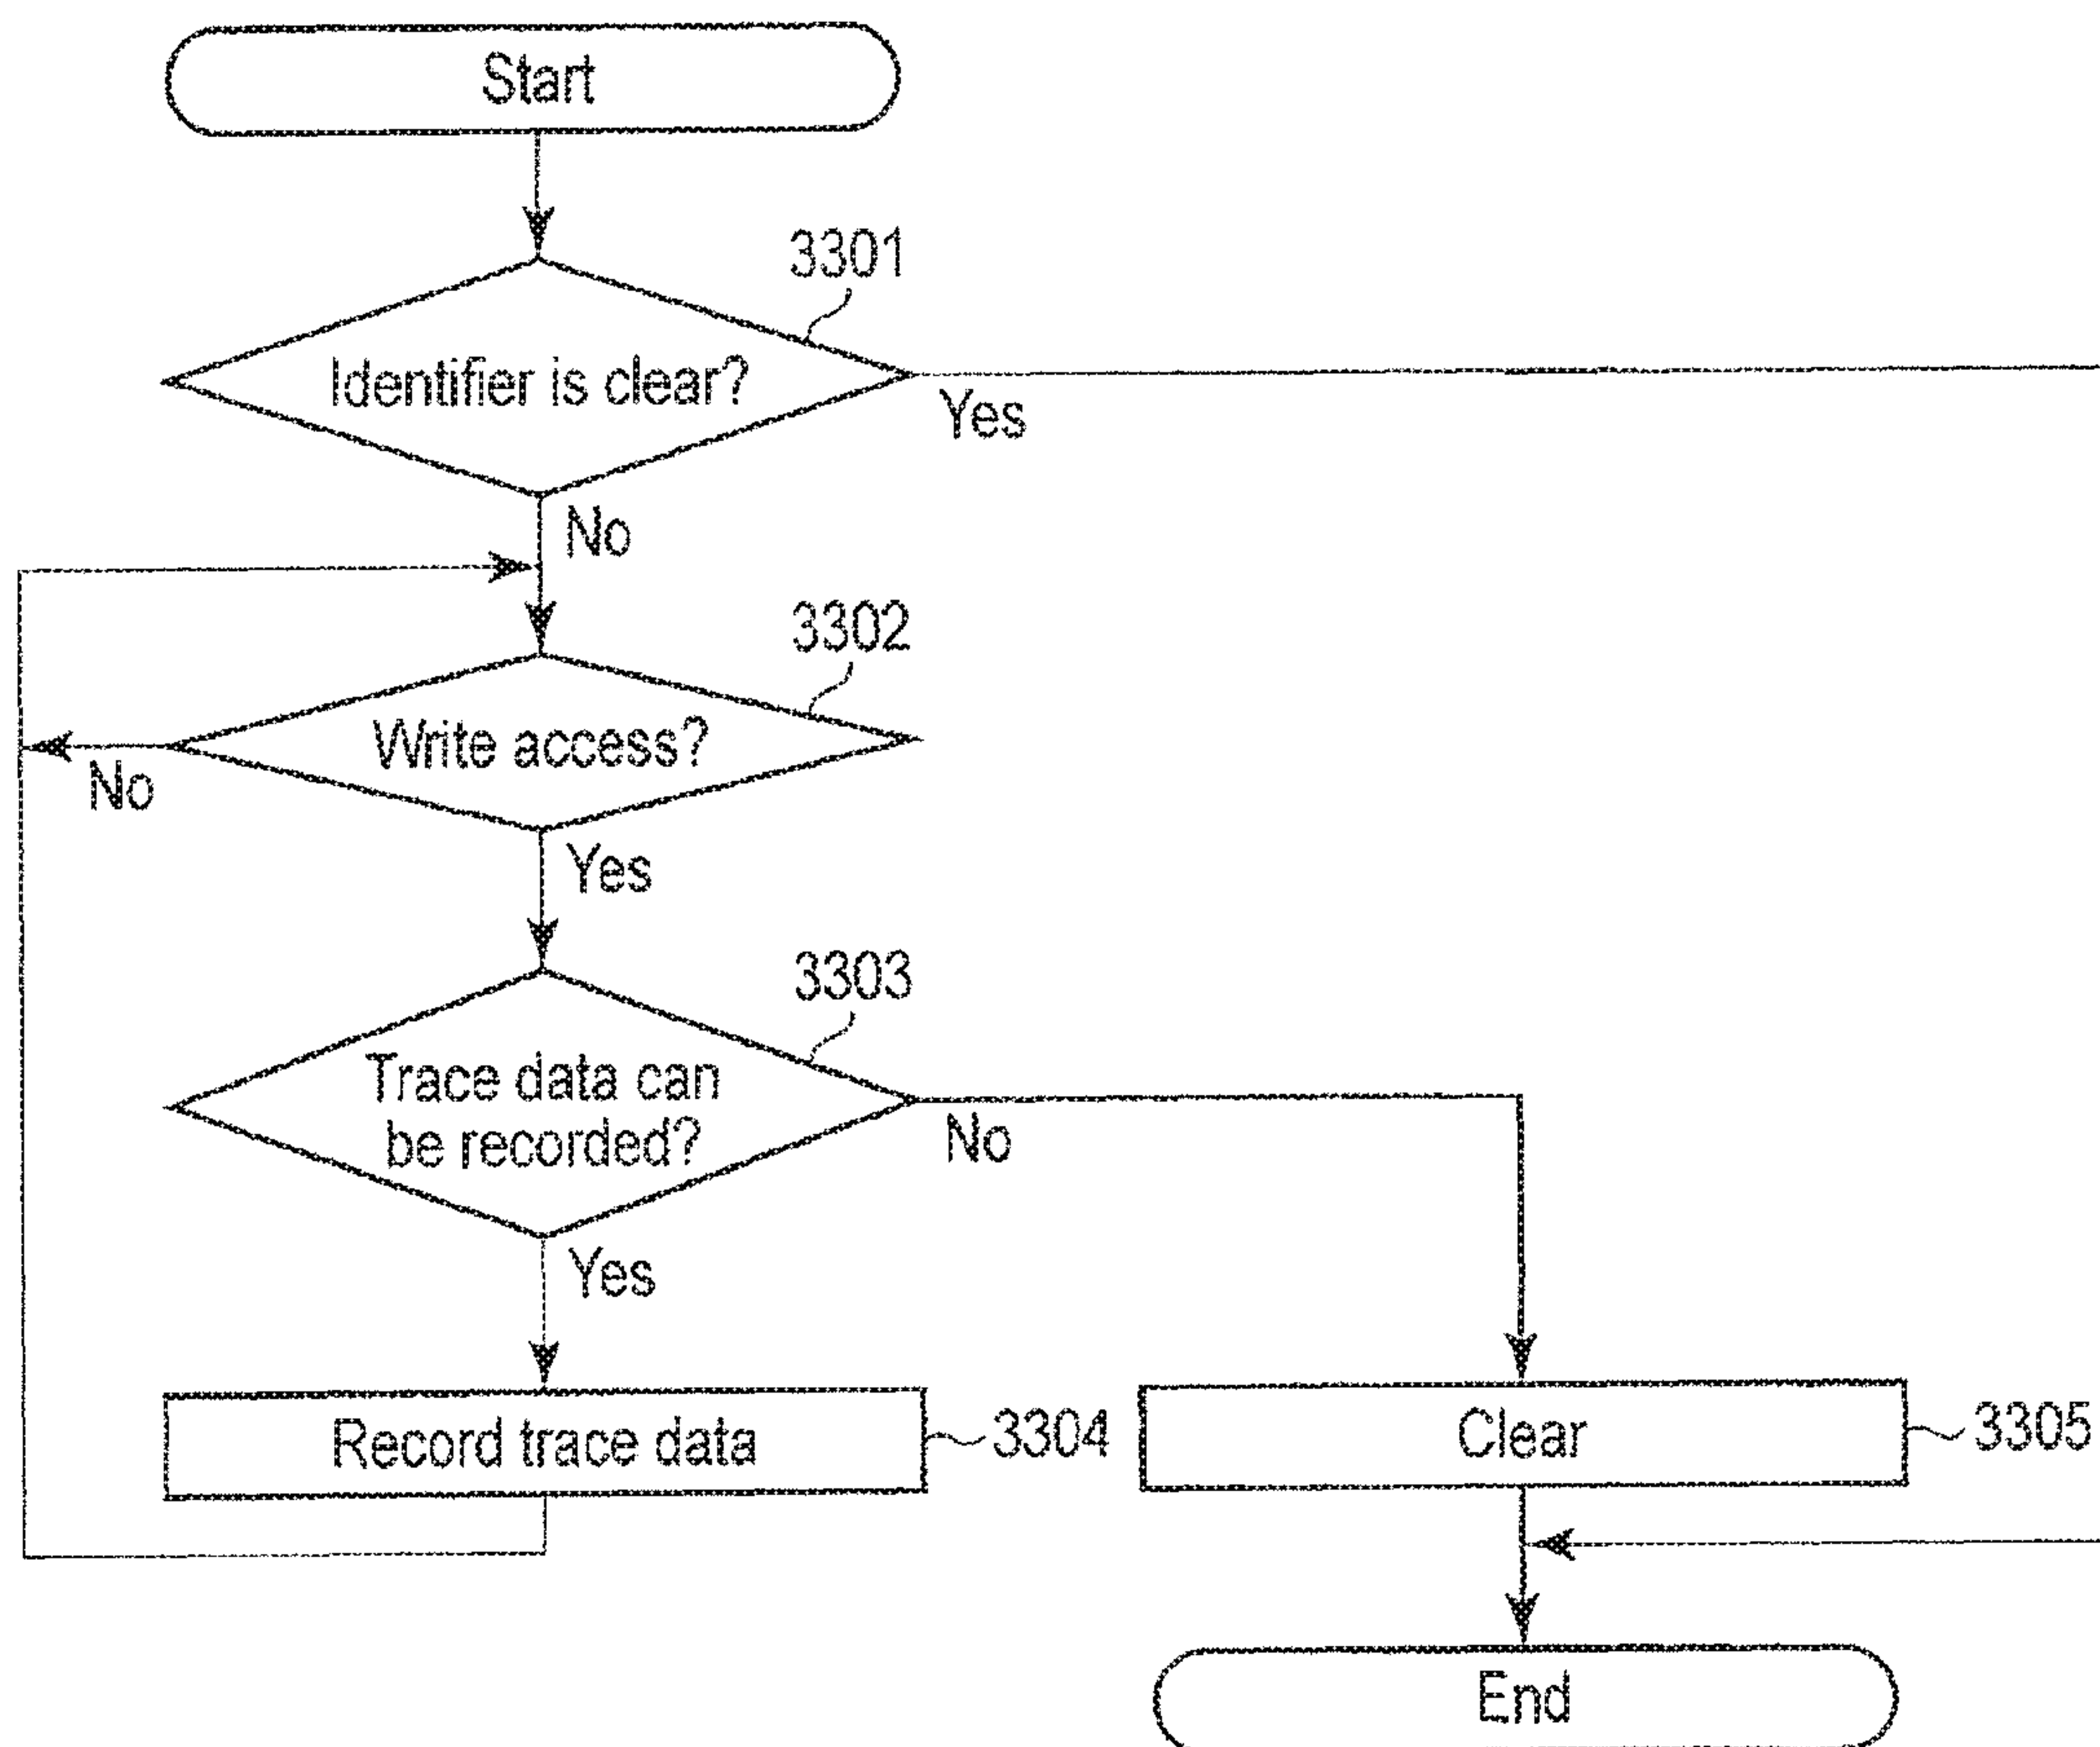 Start
3301
Identifier is clear?
Yes
No
3302
Write access?
No
Yes
3303
Trace data can
be recorded?
No
Yes
Record trace data
3304
Clear
3305
End